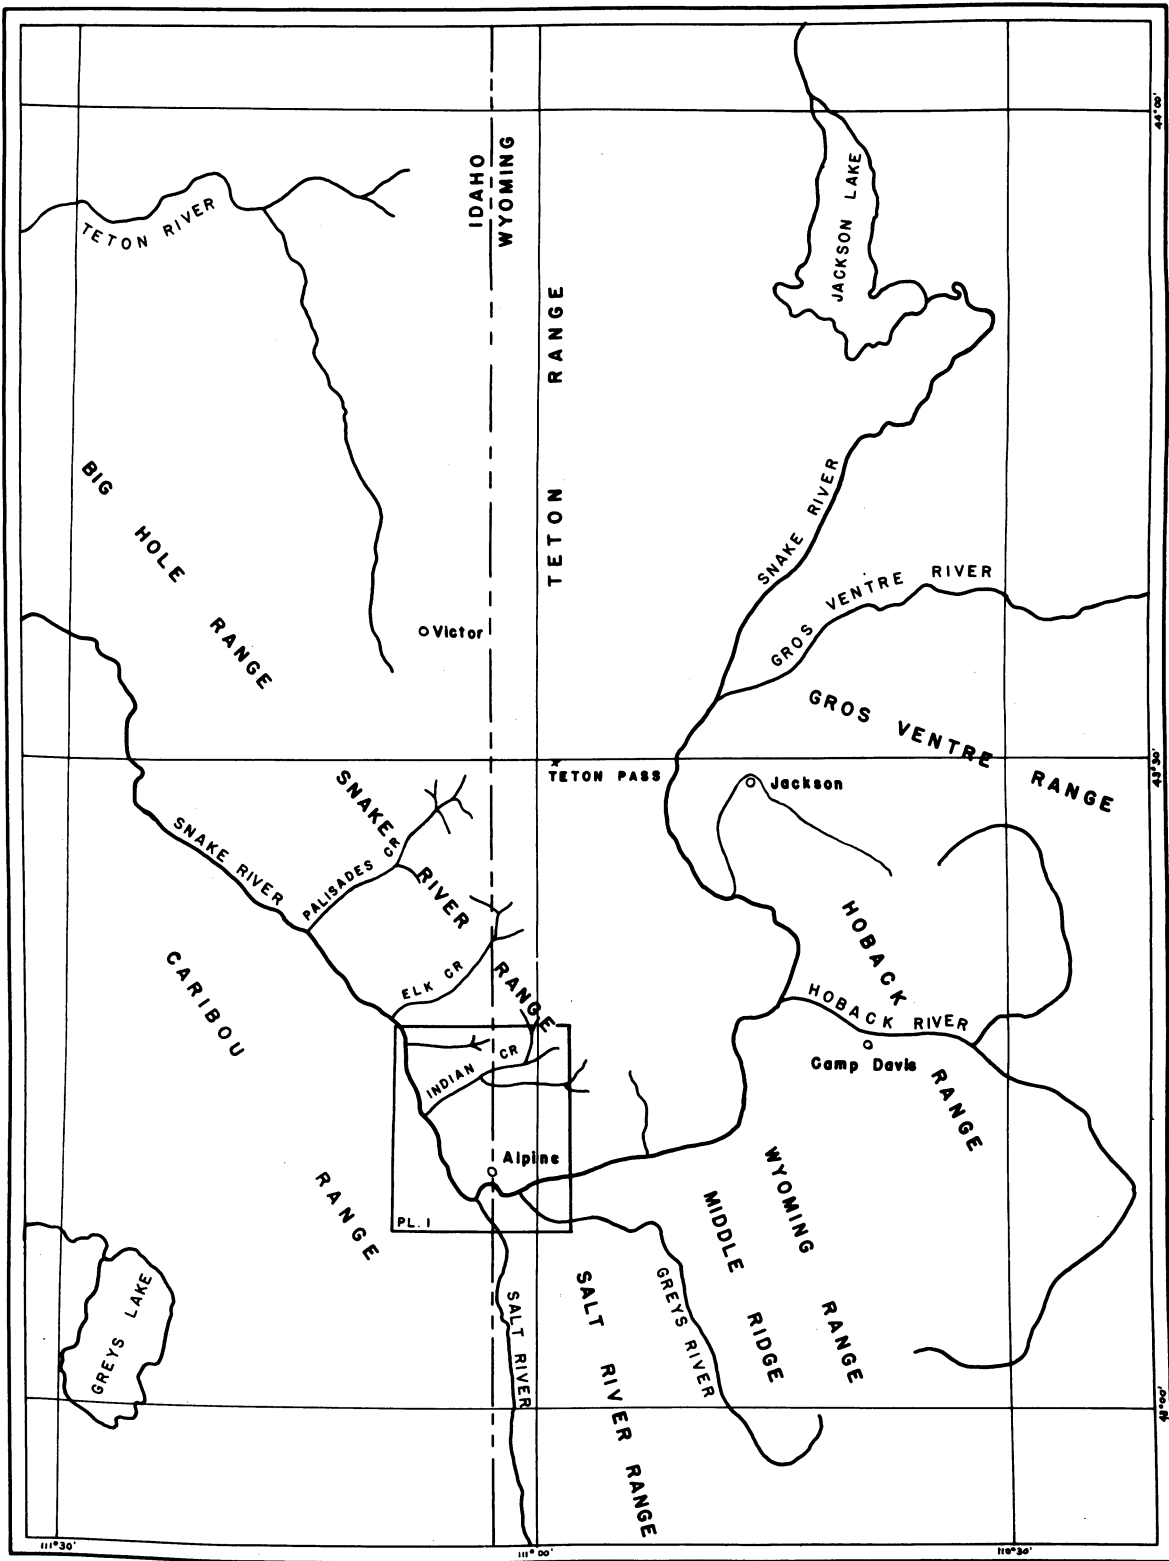 44°00'
IDAHO
WYOMING
JACKSON LAKE
TETON RIVER
TETON RANGE
BIG HOLE RANGE
SNAKE RIVER
GROS VENTRE RIVER
Victor
GROS VENTRE RANGE
43°30'
TETON PASS
Jackson
SNAKE RIVER RANGE
SNAKE RIVER
PALISADES CR
HOBACK RANGE
CARIBOU RANGE
ELK CR
HOBACK RIVER
Camp Davis
INDIAN CR
Alpine
PL. I
WYOMING RANGE
MIDDLE RIDGE
GREYS LAKE
SALT RIVER
SALT RIVER RANGE
GREYS RIVER
43°00'
111°30'
111°00'
110°30'